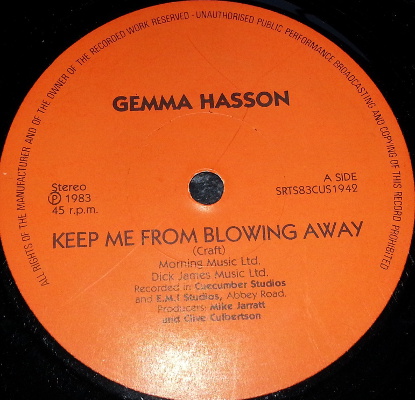 ALL RIGHTS OF THE MANUFACTURER AND OF THE OWNER OF THE RECORDED WORK RESERVED - UNAUTHORISED PUBLIC PERFORMANCE BROADCASTING AND COPYING OF THIS RECORD PROHIBITED
GEMMA HASSON
Stereo
℗ 1983
45 r.p.m.
A SIDE
SRTS83CUS1942
KEEP ME FROM BLOWING AWAY
(Craft)
Morning Music Ltd.
Dick James Music Ltd.
Recorded in Cucumber Studios
and E.M.I Studios, Abbey Road.
Producers: Mike Jarratt
and Clive Culbertson